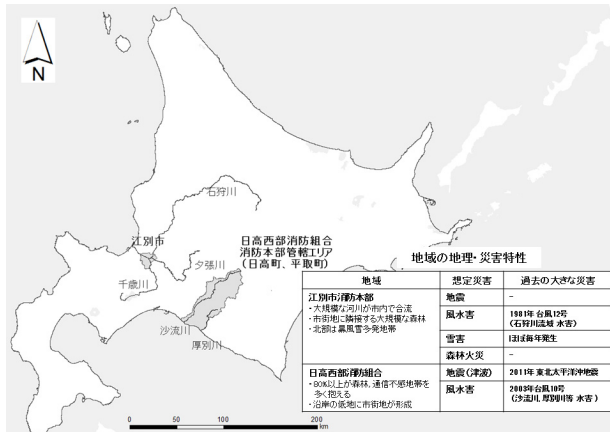 N
石狩川
江別市
夕張川
千歳川
日高西部消防組合
消防本部管轄エリア
(日高町、平取町)
沙流川
厚別川
0 50 100 200
km
地域の地理・災害特性
地域 想定災害 過去の大きな災害
江別市消防本部
・大規模な河川が市内で合流
・市街地に隣接する大規模な森林
・北部は暴風雪多発地帯
地震 -
風水害 1981年 台風12号
(石狩川流域 水害)
雪害 ほぼ毎年発生
森林火災 -
日高西部消防組合
・80%以上が森林、通信不感地帯を
多く抱える
・沿岸の低地に市街地が形成
地震(津波) 2011年 東北太平洋沖地震
風水害 2003年台風10号
(沙流川、厚別川等 水害)